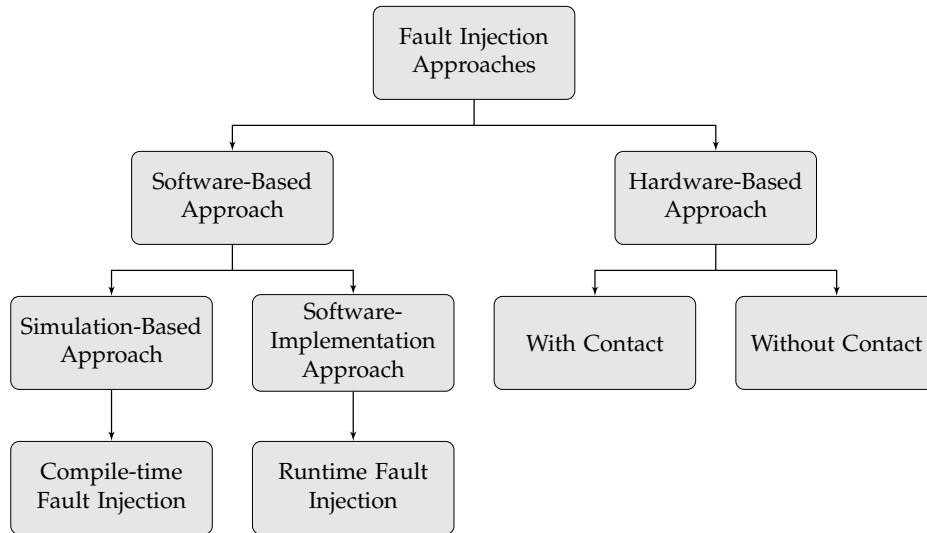 Fault Injection
Approaches
Software-Based
Approach
Hardware-Based
Approach
Simulation-Based
Approach
Software-
Implementation
Approach
With Contact
Without Contact
Compile-time
Fault Injection
Runtime Fault
Injection